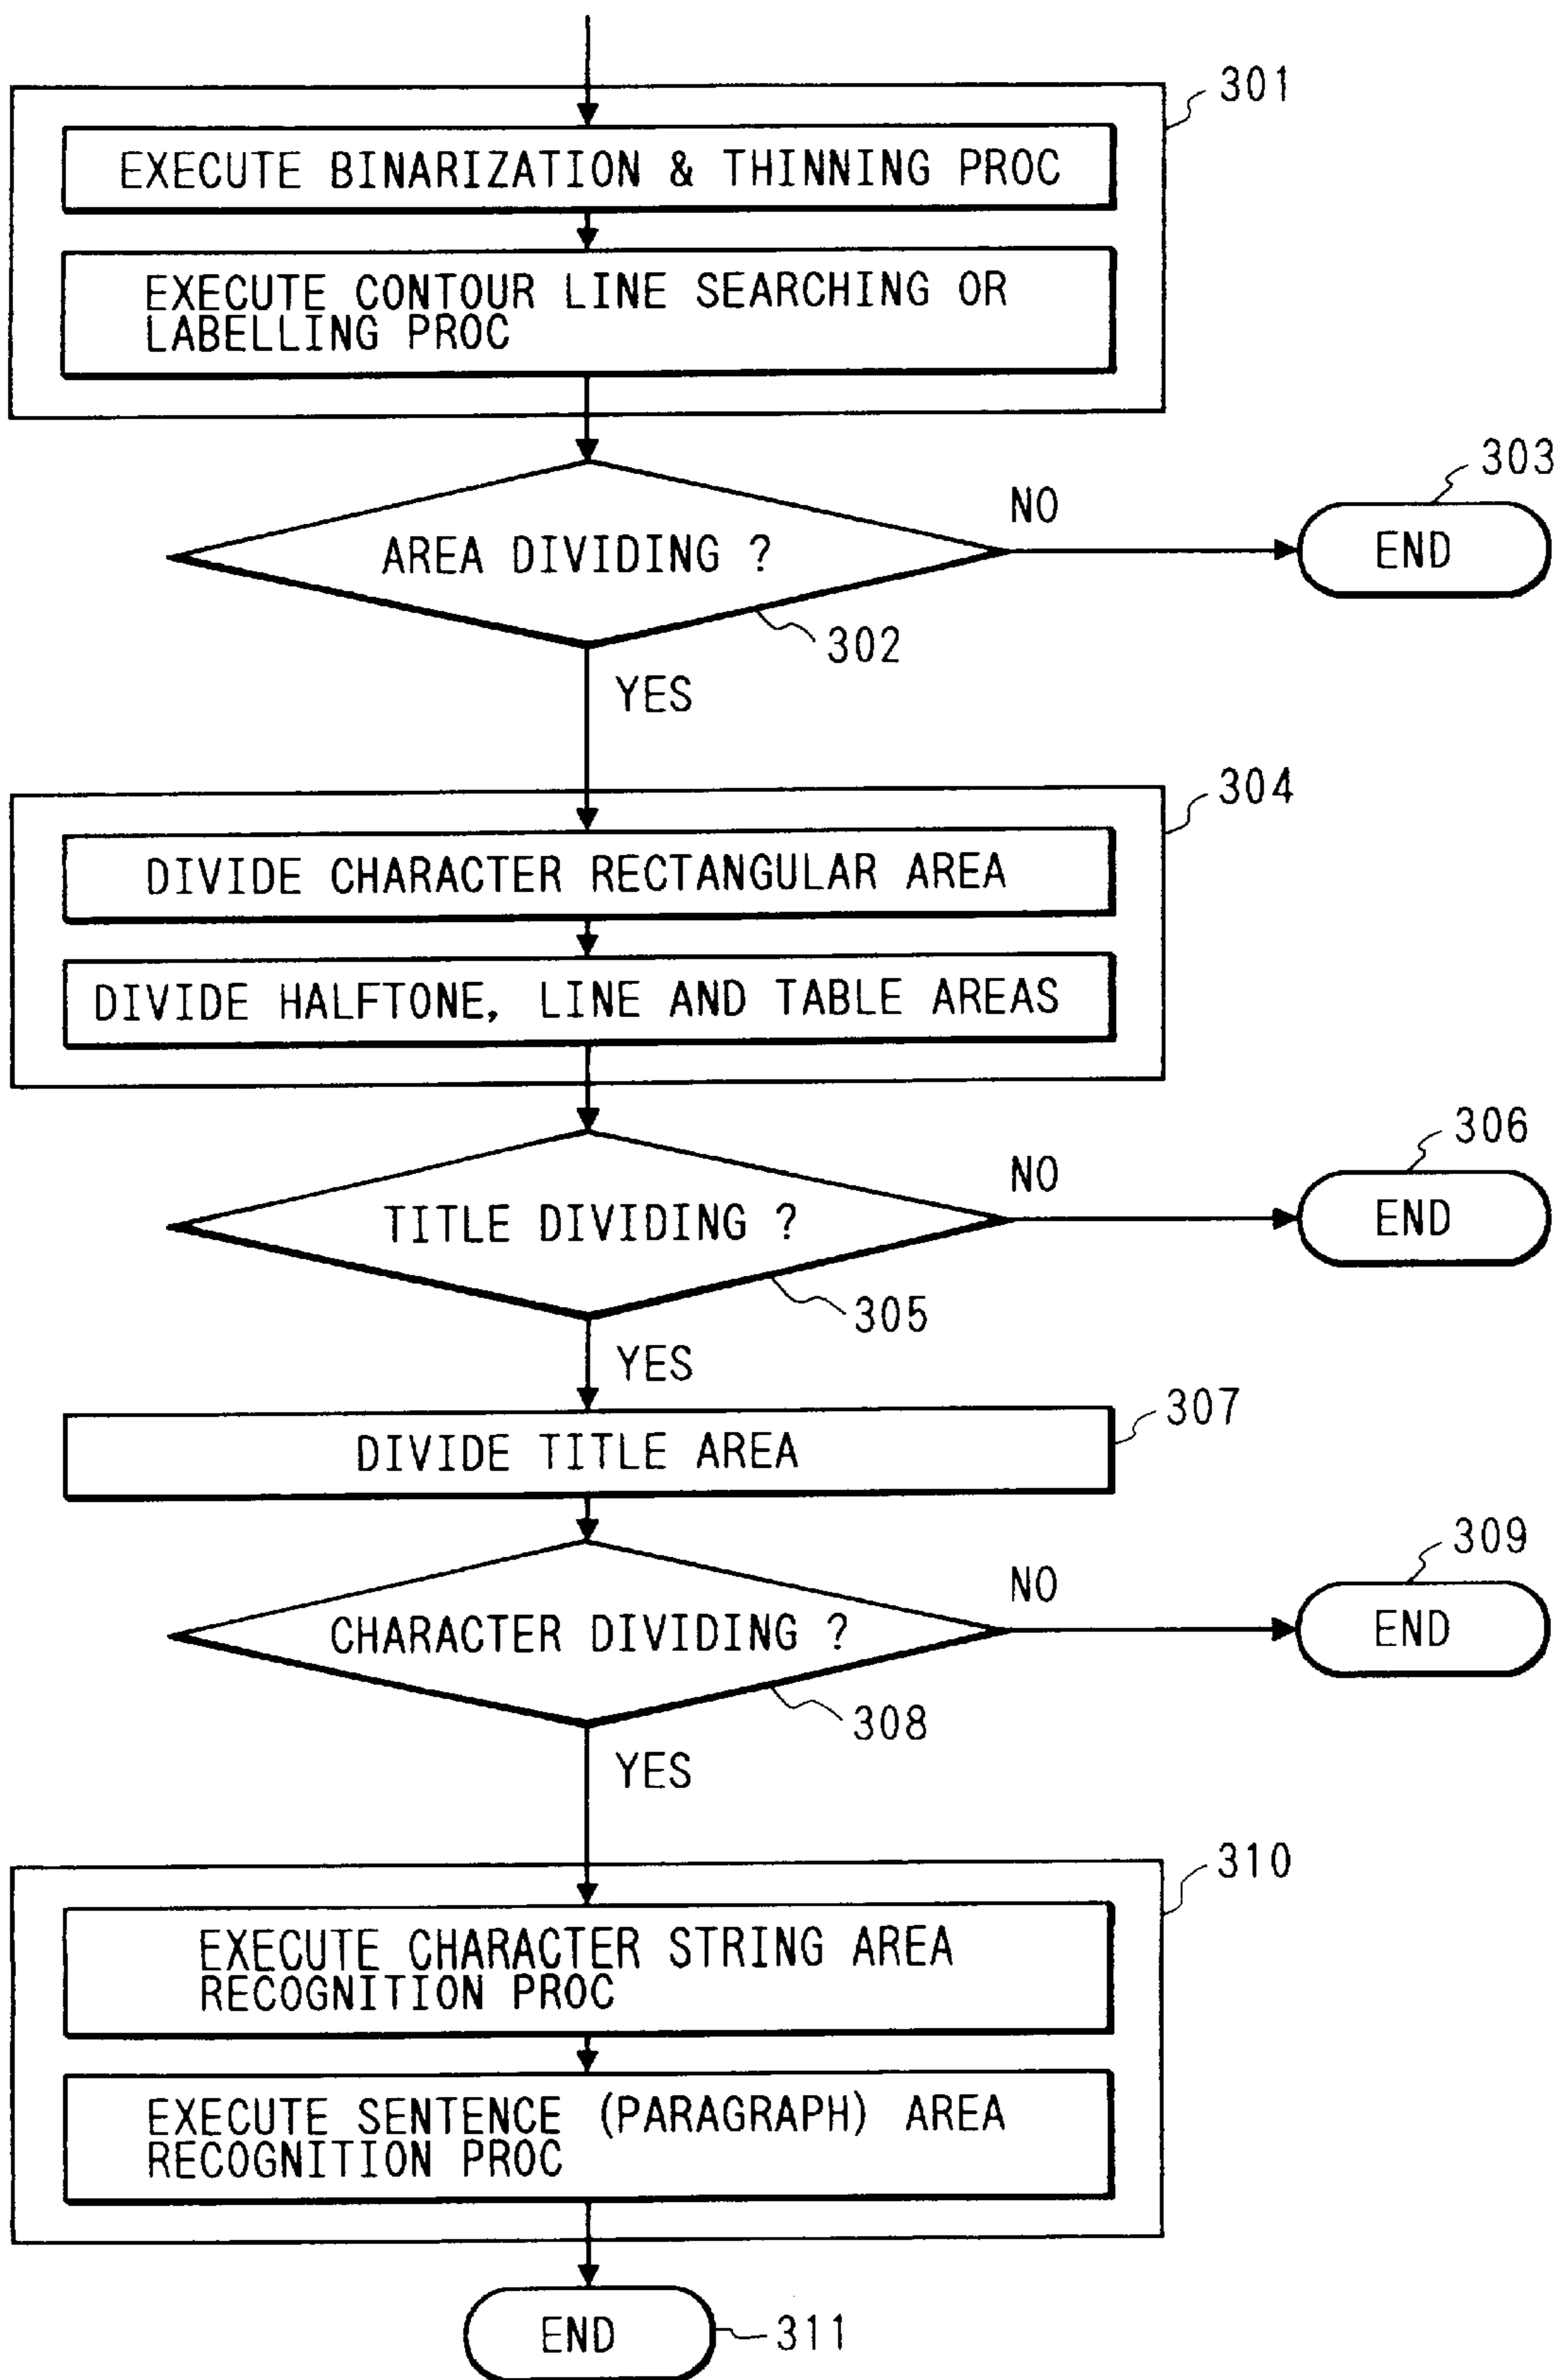 301
EXECUTE BINARIZATION & THINNING PROC
EXECUTE CONTOUR LINE SEARCHING OR
LABELLING PROC
303
NO
AREA DIVIDING ?
END
302
YES
304
DIVIDE CHARACTER RECTANGULAR AREA
DIVIDE HALFTONE, LINE AND TABLE AREAS
306
NO
TITLE DIVIDING ?
END
305
YES
307
DIVIDE TITLE AREA
309
NO
CHARACTER DIVIDING ?
END
308
YES
310
EXECUTE CHARACTER STRING AREA
RECOGNITION PROC
EXECUTE SENTENCE (PARAGRAPH) AREA
RECOGNITION PROC
END
311